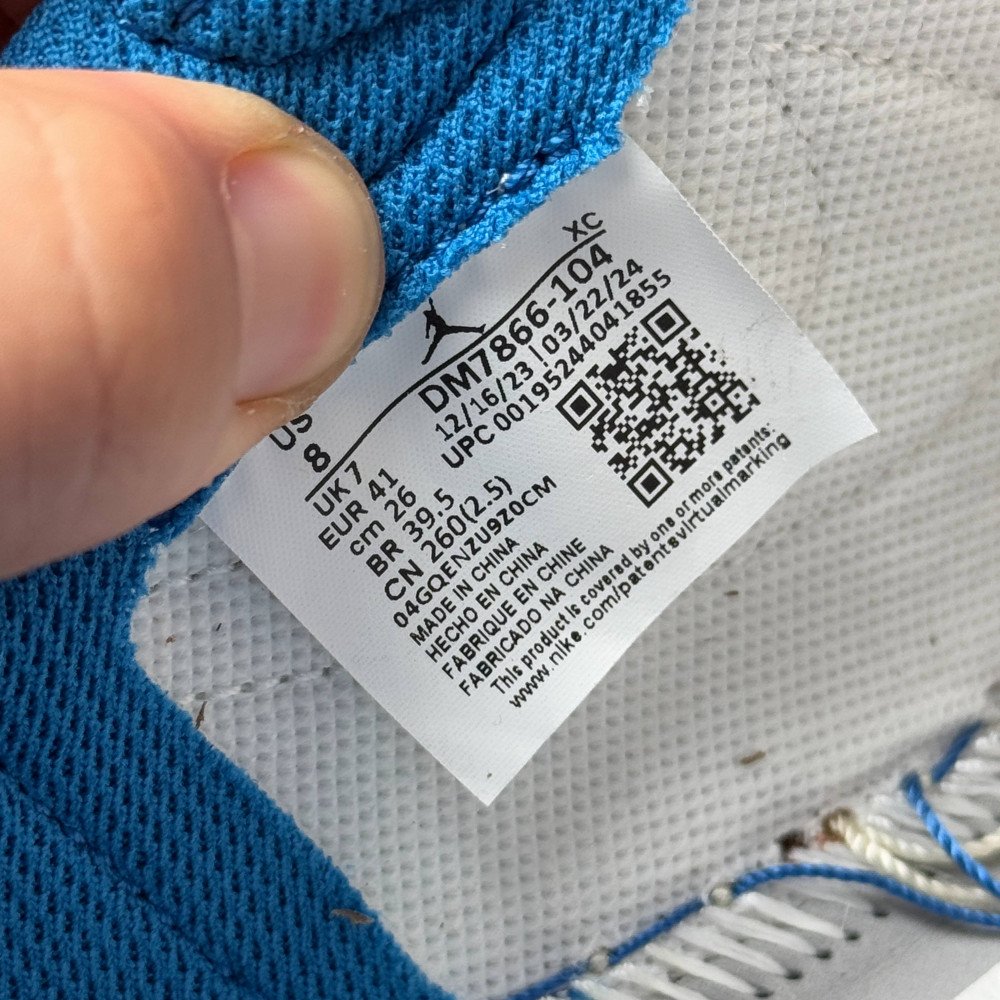 XC
DM7866-104
12/16/23 | 03/22/24
UPC 00195244041855
US
8
UK 7
EUR 41
cm 26
BR 39.5
CN 260(2.5)
04GQENZU9Z0CM
MADE IN CHINA
HECHO EN CHINA
FABRIQUE EN CHINE
FABRICADO NA CHINA
This product is covered by one or more patents:
www.nike.com/patentsvirtualmarking